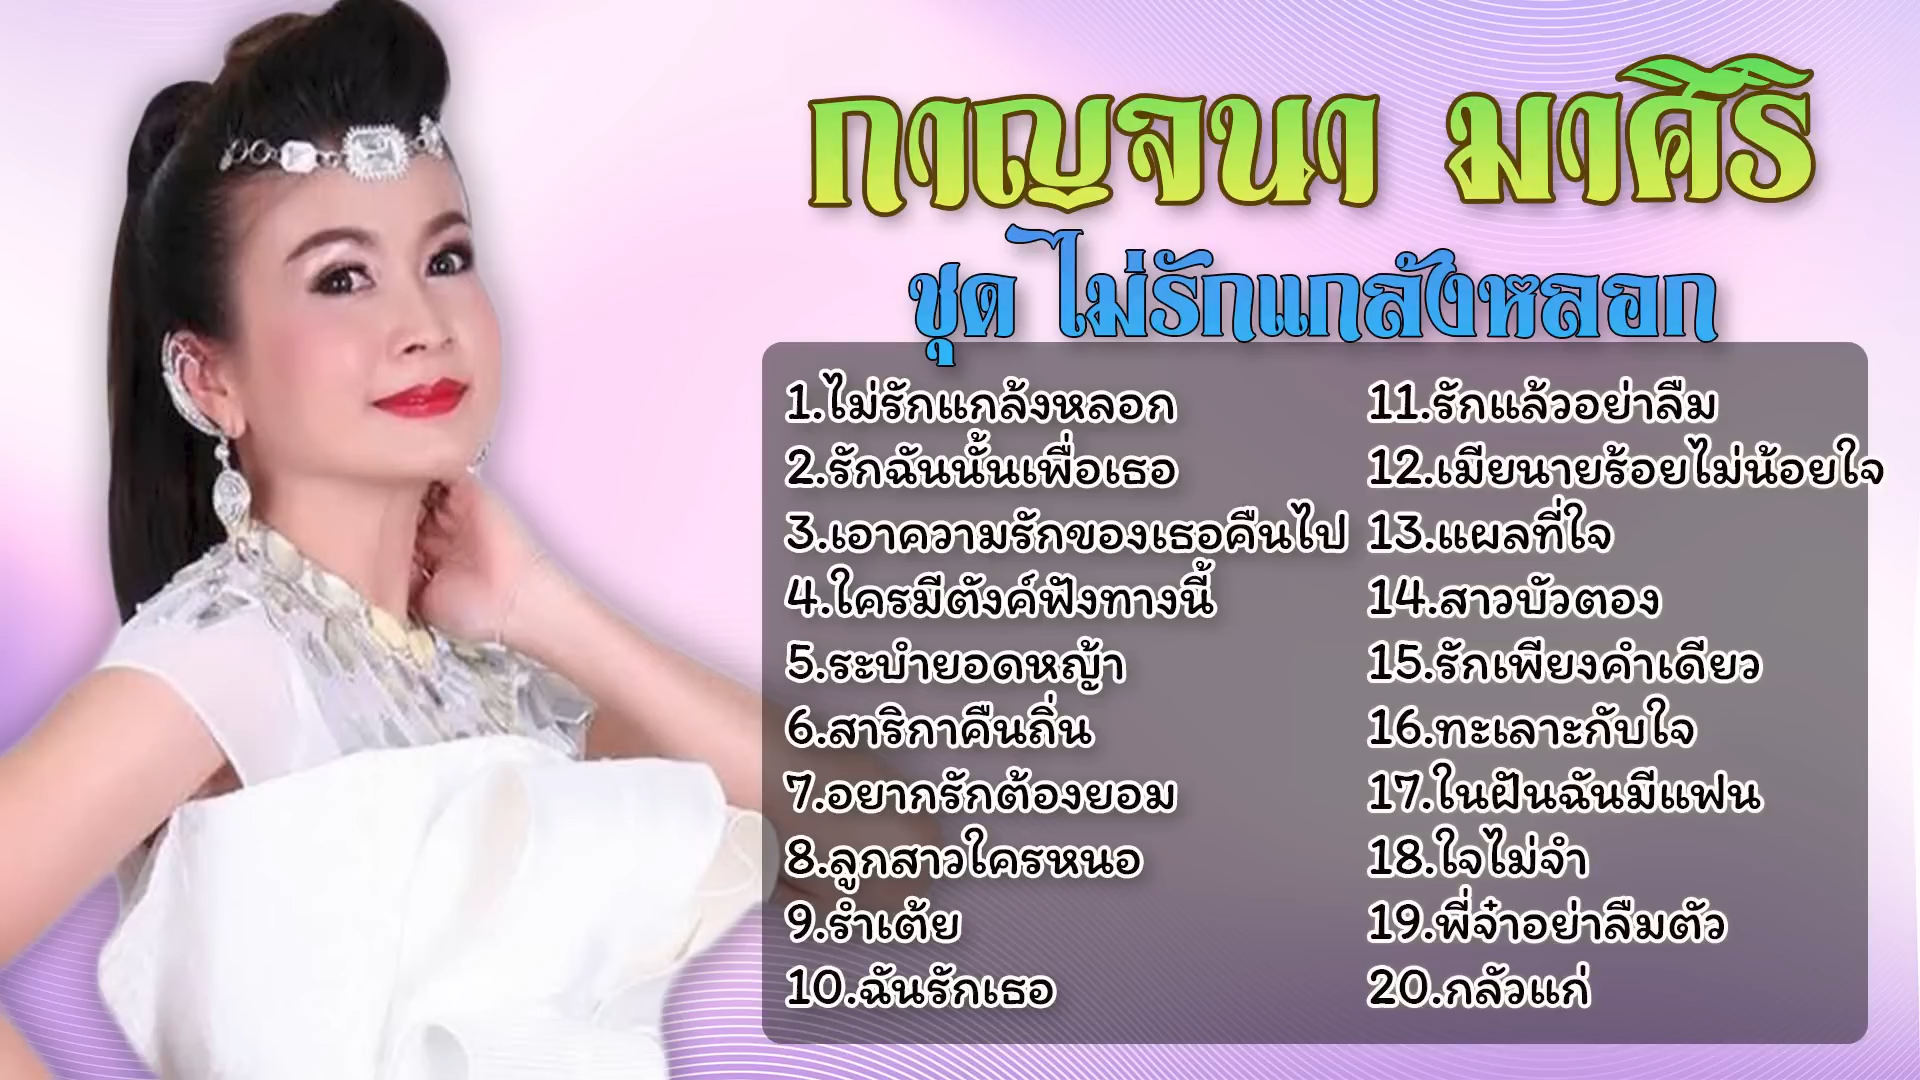 กาญจนา มาศิริ
ชุด ไม่รักแกล้งหลอก
1.ไม่รักแกล้งหลอก
2.รักฉันนั้นเพื่อเธอ
3.เอาความรักของเธอคืนไป
4.ใครมีตังค์ฟังทางนี้
5.ระบำยอดหญ้า
6.สาริกาคืนถิ่น
7.อยากรักต้องยอม
8.ลูกสาวใครหนอ
9.รำเต้ย
10.ฉันรักเธอ
11.รักแล้วอย่าลืม
12.เมียนายร้อยไม่น้อยใจ
13.แผลที่ใจ
14.สาวบัวตอง
15.รักเพียงคำเดียว
16.ทะเลาะกับใจ
17.ในฝันฉันมีแฟน
18.ใจไม่จำ
19.พี่จ๋าอย่าลืมตัว
20.กลัวแก่